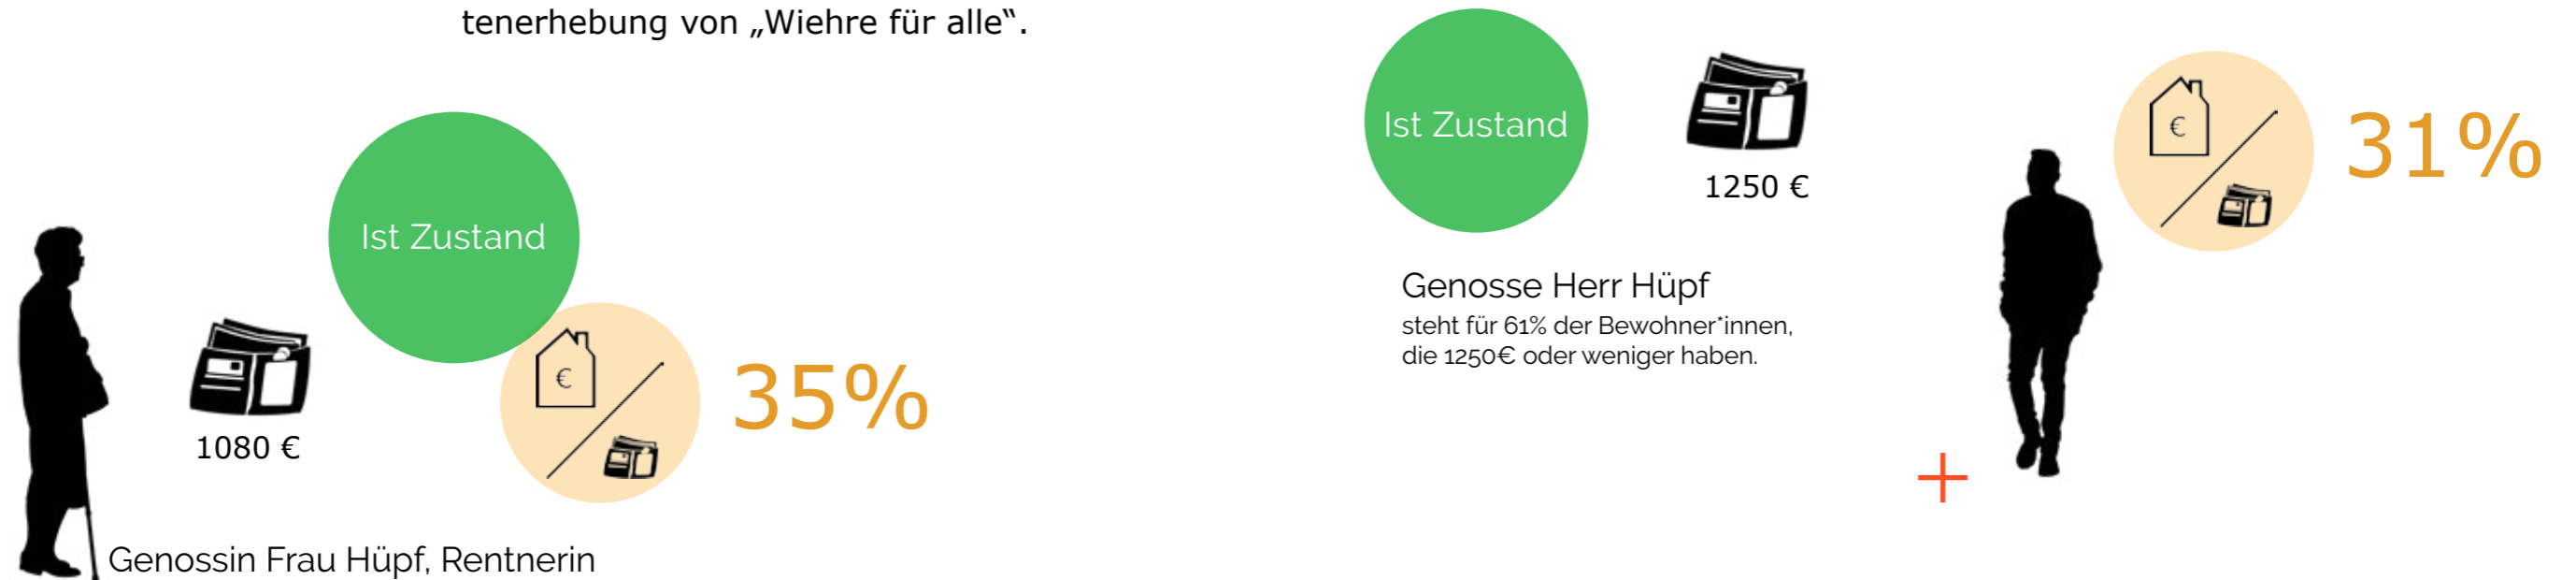 tenerhebung von „Wiehre für alle“.
Ist Zustand
€
35%
1080 €
Genossin Frau Hüpf, Rentnerin
Ist Zustand
1250 €
€
31%
Genosse Herr Hüpf
steht für 61% der Bewohner*innen,
die 1250€ oder weniger haben.
+